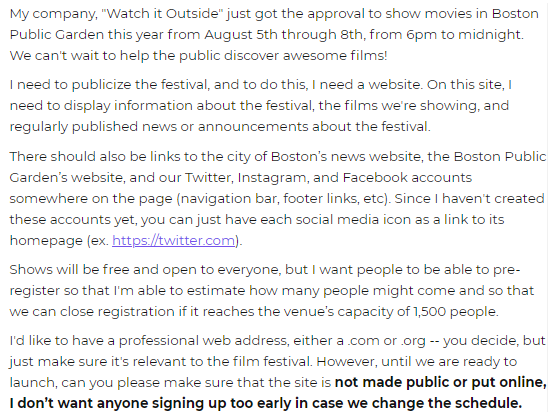 My company, "Watch it Outside" just got the approval to show movies in Boston
Public Garden this year from August 5th through 8th, from 6pm to midnight.
We can't wait to help the public discover awesome films!
I need to publicize the festival, and to do this, I need a website. On this site, I
need to display information about the festival, the films we're showing, and
regularly published news or announcements about the festival.
There should also be links to the city of Boston's news website, the Boston Public
Garden's website, and our Twitter, Instagram, and Facebook accounts
somewhere on the page (navigation bar, footer links, etc). Since I haven't created
these accounts yet, you can just have each social media icon as a link to its
homepage (ex. https://twitter.com).
Shows will be free and open to everyone, but I want people to be able to pre-
register so that I'm able to estimate how many people might come and so that
we can close registration if it reaches the venue's capacity of 1,500 people.
I'd like to have a professional web address, either a .com or .org -- you decide, but
just make sure it's relevant to the film festival. However, until we are ready to
launch, can you please make sure that the site is not made public or put online,
I don't want anyone signing up too early in case we change the schedule.